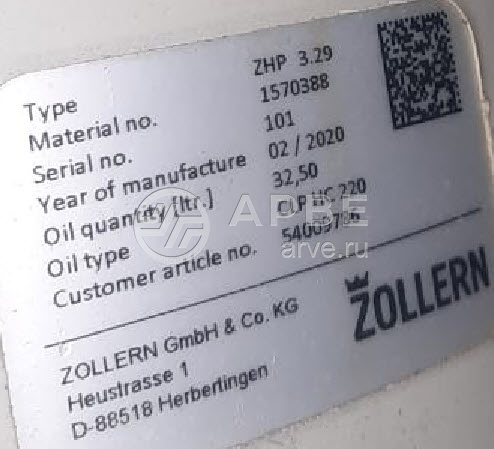 Type ZHP 3.29
Material no. 1570388
Serial no. 101
Year of manufacture 02 / 2020
Oil quantity [ltr.] 32,50
Oil type CLP HC 220
Customer article no. 54009786
АРВЕ
arve.ru
ZOLLERN GmbH & Co. KG
Heustrasse 1
D-88518 Herbertingen
ZOLLERN